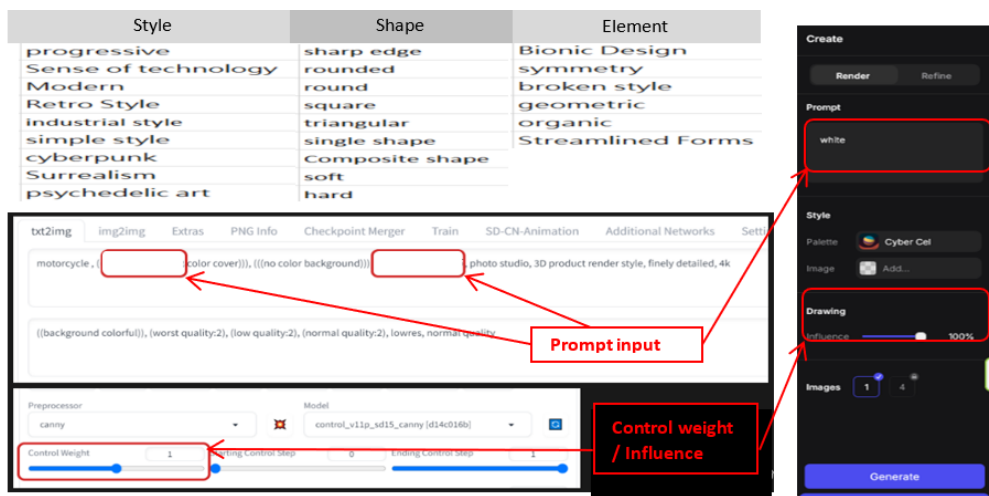 Style Shape Element
progressive sharp edge Bionic Design
Sense of technology rounded symmetry
Modern round broken style
Retro Style square geometric
industrial style triangular organic
simple style single shape Streamlined Forms
cyberpunk Composite shape
Surrealism soft
psychedelic art hard
txt2img img2img Extras PNG Info Checkpoint Merger Train SD-CN-Animation Additional Networks Setti
motorcycle , ( color cover))), (((no color background))) , photo studio, 3D product render style, finely detailed, 4k
((background colorful)), (worst quality:2), (low quality:2), (normal quality:2), lowres, normal quality
Prompt input
Preprocessor Model
canny control_v11p_sd15_canny [d14c016b]
Control Weight 1 Starting Control Step 0 Ending Control Step 1
Control weight
/ Influence
Create
Render Refine
Prompt
white
Style
Palette Cyber Cel
Image Add...
Drawing
Influence 100%
Images 1 4
Generate